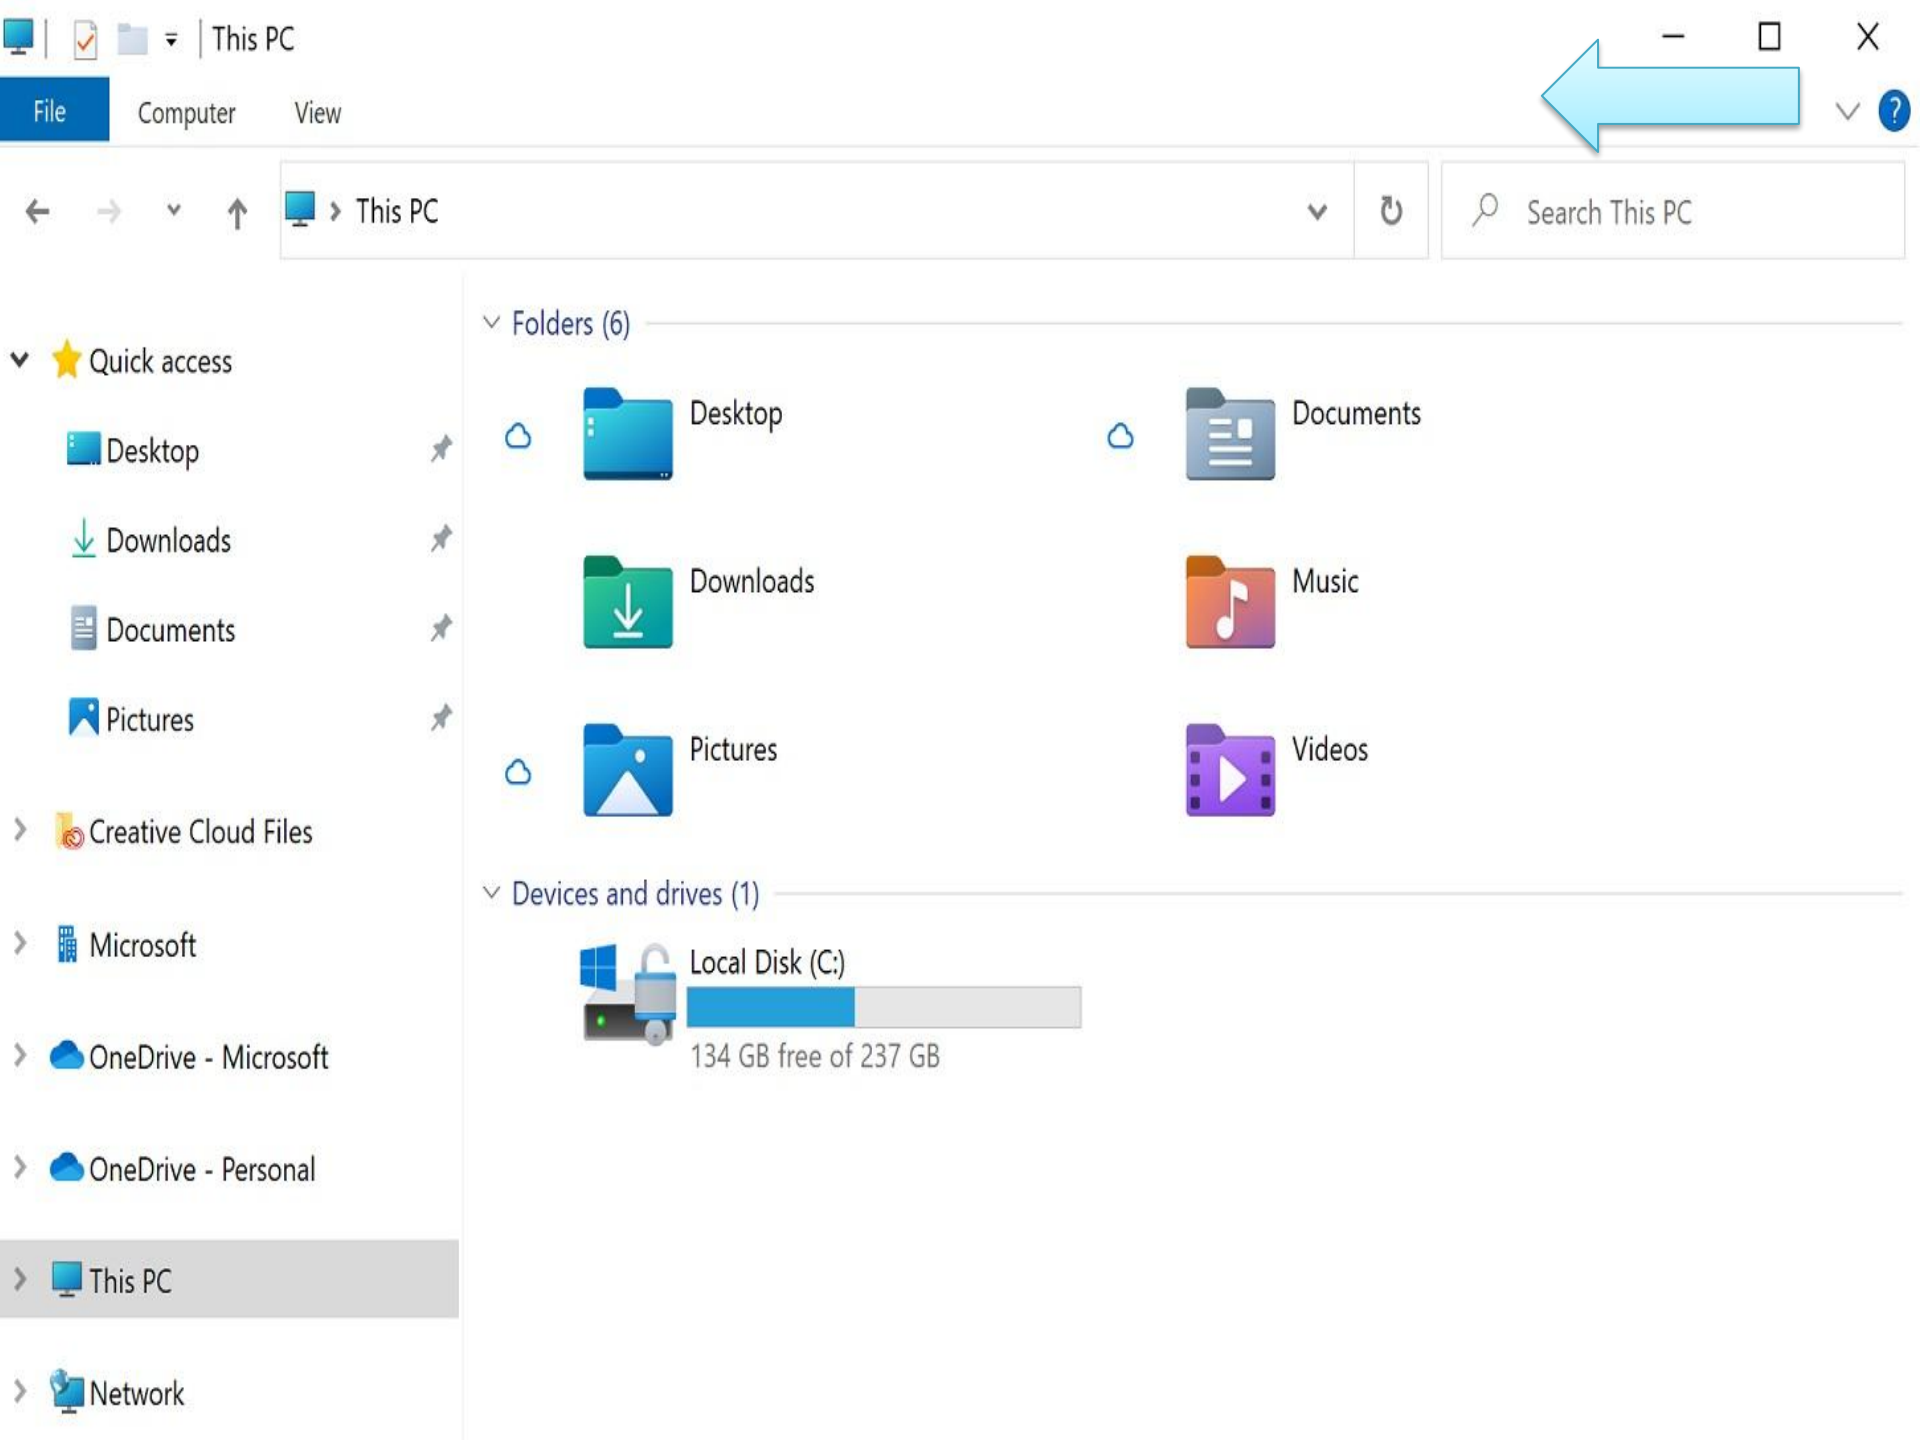 This PC
File Computer View ?
This PC
Search This PC
Quick access
Desktop
Downloads
Documents
Pictures
Creative Cloud Files
Microsoft
OneDrive - Microsoft
OneDrive - Personal
This PC
Network
Folders (6)
Desktop
Documents
Downloads
Music
Pictures
Videos
Devices and drives (1)
Local Disk (C:)
134 GB free of 237 GB